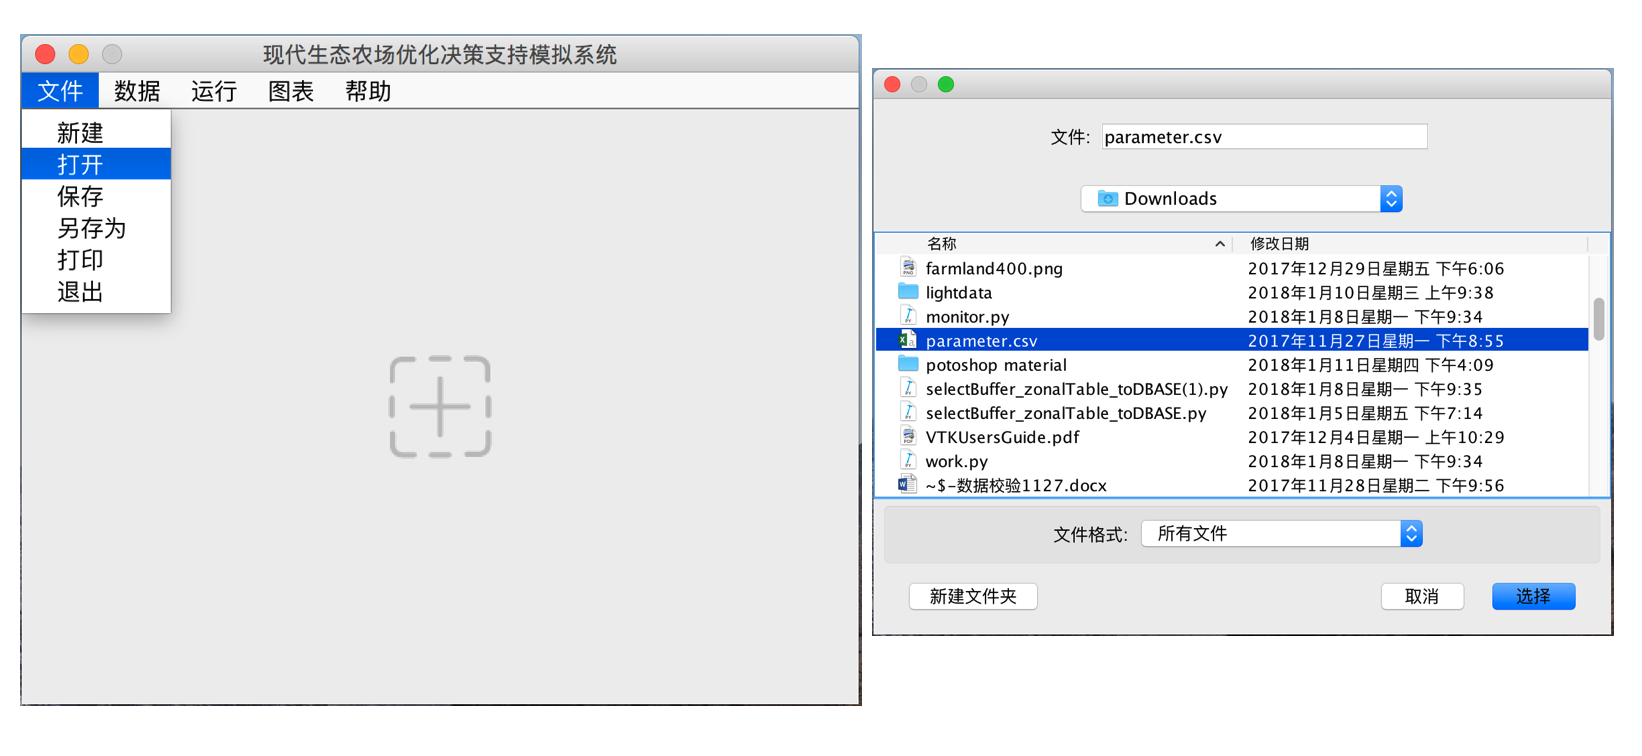 现代生态农场优化决策支持模拟系统
文件 数据 运行 图表 帮助
新建
打开
保存
另存为
打印
退出
文件: parameter.csv
Downloads
名称 修改日期
farmland400.png 2017年12月29日星期五 下午6:06
lightdata 2018年1月10日星期三 上午9:38
monitor.py 2018年1月8日星期一 下午9:34
parameter.csv 2017年11月27日星期一 下午8:55
potoshop material 2018年1月11日星期四 下午4:09
selectBuffer_zonalTable_toDBASE(1).py 2018年1月8日星期一 下午9:35
selectBuffer_zonalTable_toDBASE.py 2018年1月5日星期五 下午7:14
VTKUsersGuide.pdf 2017年12月4日星期一 上午10:29
work.py 2018年1月8日星期一 下午9:34
~$-数据校验1127.docx 2017年11月28日星期二 下午9:56
文件格式: 所有文件
新建文件夹 取消 选择